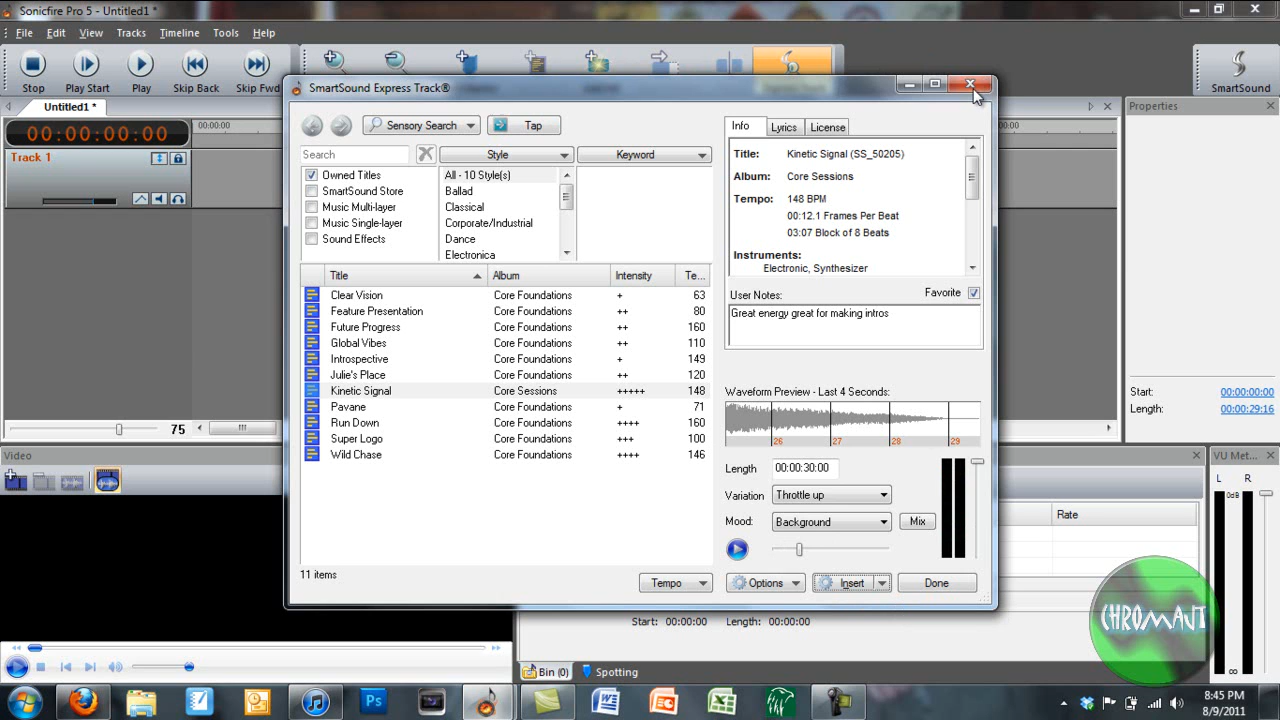 Sonicfire Pro 5 - Untitled1 *
File Edit View Tracks Timeline Tools Help
Stop Play Start Play Skip Back Skip Fwd SmartSound
Untitled1 *
00:00:00:00
00:00:00
Track 1
75
SmartSound Express Track®
Sensory Search Tap
Search Style Keyword
Owned Titles
SmartSound Store
Music Multi-layer
Music Single-layer
Sound Effects
All - 10 Style(s)
Ballad
Classical
Corporate/Industrial
Dance
Electronica
Title Album Intensity Te...
Clear Vision Core Foundations + 63
Feature Presentation Core Foundations ++ 80
Future Progress Core Foundations ++ 160
Global Vibes Core Foundations ++ 110
Introspective Core Foundations + 149
Julie's Place Core Foundations ++ 120
Kinetic Signal Core Sessions +++++ 148
Pavane Core Foundations + 71
Run Down Core Foundations ++++ 160
Super Logo Core Foundations +++ 100
Wild Chase Core Foundations ++++ 146
11 items
Tempo
Info Lyrics License
Title: Kinetic Signal (SS_50205)
Album: Core Sessions
Tempo: 148 BPM
00:12.1 Frames Per Beat
03:07 Block of 8 Beats
Instruments:
Electronic, Synthesizer
User Notes: Favorite
Great energy great for making intros
Waveform Preview - Last 4 Seconds:
26 27 28 29
Length 00:00:30:00
Variation Throttle up
Mood: Background Mix
Options Insert Done
Properties
Start: 00:00:00:00
Length: 00:00:29:16
Video
VU Met...
L R
0dB
∞
Rate
Start: 00:00:00 Length: 00:00:00
Bin (0) Spotting
CHROMAJT
8:45 PM
8/9/2011